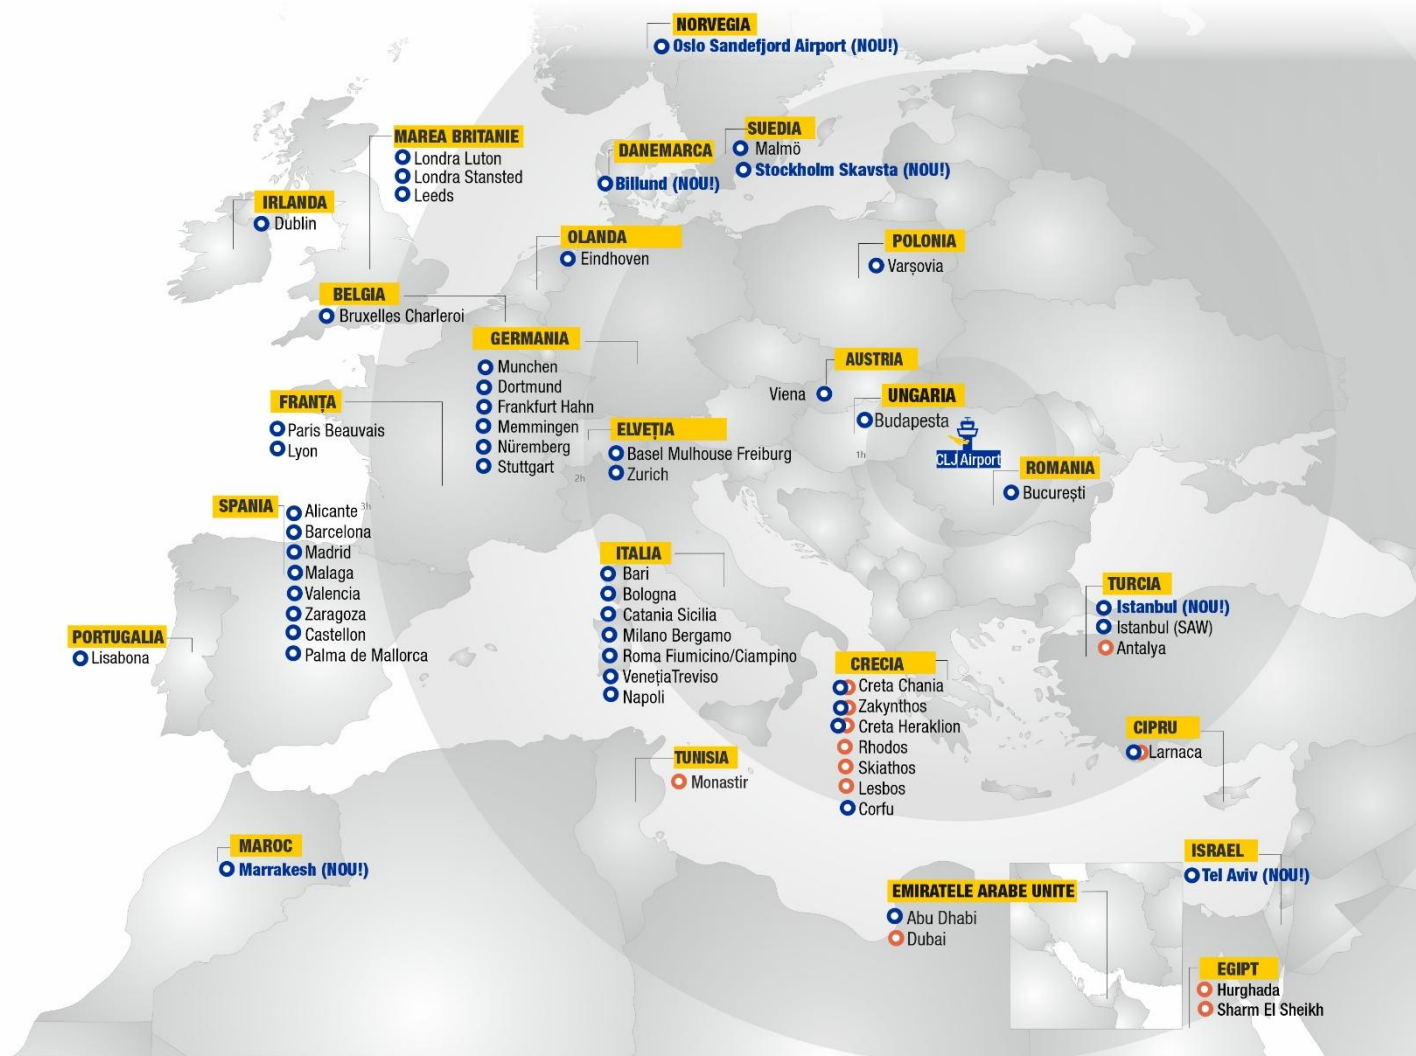 NORVEGIA
Oslo Sandefjord Airport (NOU!)
MAREA BRITANIE
Londra Luton
Londra Stansted
Leeds
DANEMARCA
Billund (NOU!)
SUEDIA
Malmö
Stockholm Skavsta (NOU!)
IRLANDA
Dublin
OLANDA
Eindhoven
POLONIA
Varșovia
BELGIA
Bruxelles Charleroi
GERMANIA
Munchen
Dortmund
Frankfurt Hahn
Memmingen
Nüremberg
Stuttgart
AUSTRIA
Viena
UNGARIA
Budapesta
1h
CLJ Airport
FRANȚA
Paris Beauvais
Lyon
ELVEȚIA
Basel Mulhouse Freiburg
Zurich
2h
ROMANIA
București
SPANIA
Alicante
3h
Barcelona
Madrid
Malaga
Valencia
Zaragoza
Castellon
Palma de Mallorca
PORTUGALIA
Lisabona
ITALIA
Bari
Bologna
Catania Sicilia
Milano Bergamo
Roma Fiumicino/Ciampino
VenețiaTreviso
Napoli
TURCIA
Istanbul (NOU!)
Istanbul (SAW)
Antalya
CRECIA
Creta Chania
Zakynthos
Creta Heraklion
Rhodos
Skiathos
Lesbos
Corfu
CIPRU
Larnaca
TUNISIA
Monastir
MAROC
Marrakesh (NOU!)
ISRAEL
Tel Aviv (NOU!)
EMIRATELE ARABE UNITE
Abu Dhabi
Dubai
EGIPT
Hurghada
Sharm El Sheikh